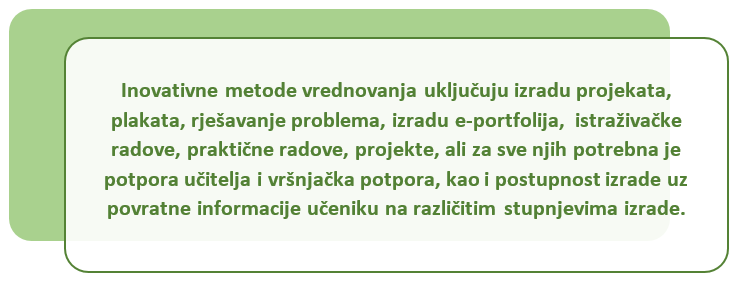 Inovativne metode vrednovanja uključuju izradu projekata,
plakata, rješavanje problema, izradu e-portfolija, istraživačke
radove, praktične radove, projekte, ali za sve njih potrebna je
potpora učitelja i vršnjačka potpora, kao i postupnost izrade uz
povratne informacije učeniku na različitim stupnjevima izrade.